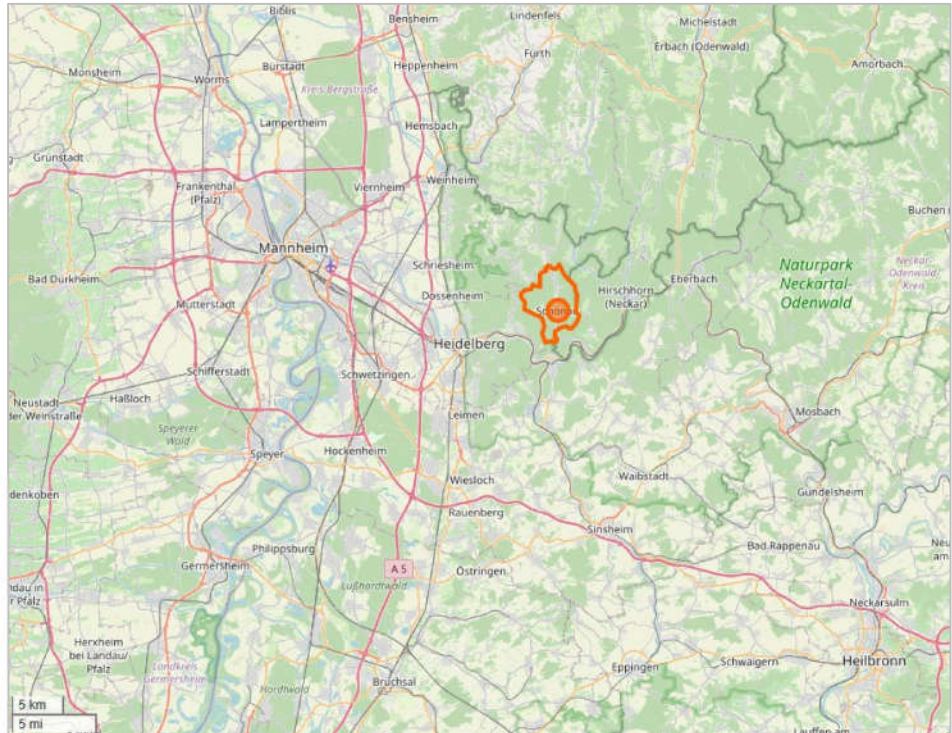 Biblis
Bensheim
Lindenfels
Michelstadt
Monsheim
Worms
Bürstadt
Heppenheim
Fürth
Erbach (Odenwald)
Amorbach
Kreis Bergstraße
Lampertheim
Hemsbach
Grünstadt
Frankenthal
(Pfalz)
Viernheim
Weinheim
Buchen
Mannheim
Schriesheim
Eberbach
Naturpark
Neckartal-
Odenwald
Neckar-
Odenwald-
Kreis
Bad Dürkheim
Mutterstadt
Dossenheim
Hirschhorn
(Neckar)
Heidelberg
Schifferstadt
Schwetzingen
Neustadt
der Weinstraße
Haßloch
Leimen
Mosbach
Speyerer
Wald
Speyer
Hockenheim
Wiesloch
Waibstadt
Gundelsheim
denkoben
Rauenberg
Sinsheim
Bad Rappenau
Philippsburg
Germersheim
A 5
Östringen
Lußhardtwald
Neckarsulm
Herxheim
bei Landau/
Pfalz
Landkreis
Germersheim
Hardtwald
Bruchsal
Eppingen
Schwaigern
Heilbronn
5 km
5 mi